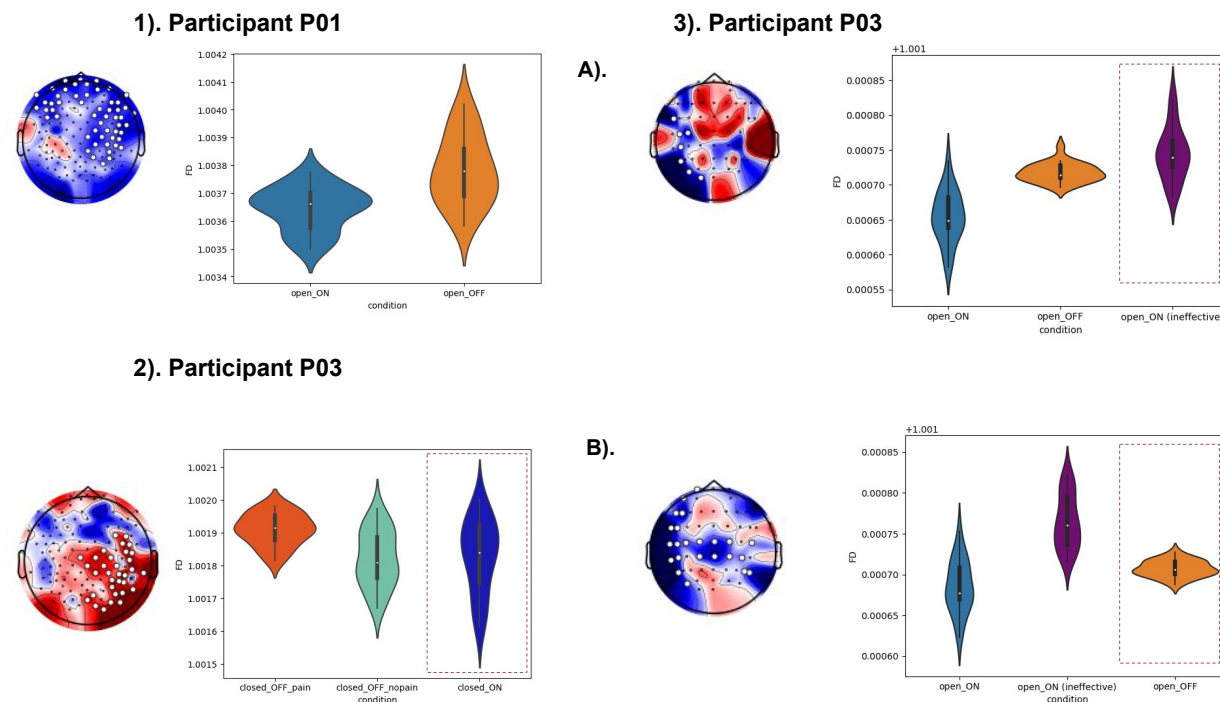 1). Participant P01
1.0042
1.0041
1.0040
1.0039
1.0038
1.0037
1.0036
1.0035
1.0034
FD
open_ON
open_OFF
condition
2). Participant P03
1.0021
1.0020
1.0019
1.0018
1.0017
1.0016
1.0015
FD
closed_OFF_pain
closed_OFF_nopain
closed_ON
condition
3). Participant P03
A).
+1.001
0.00085
0.00080
0.00075
0.00070
0.00065
0.00060
0.00055
FD
open_ON
open_OFF
open_ON (ineffective)
condition
B).
+1.001
0.00085
0.00080
0.00075
0.00070
0.00065
0.00060
FD
open_ON
open_ON (ineffective)
open_OFF
condition